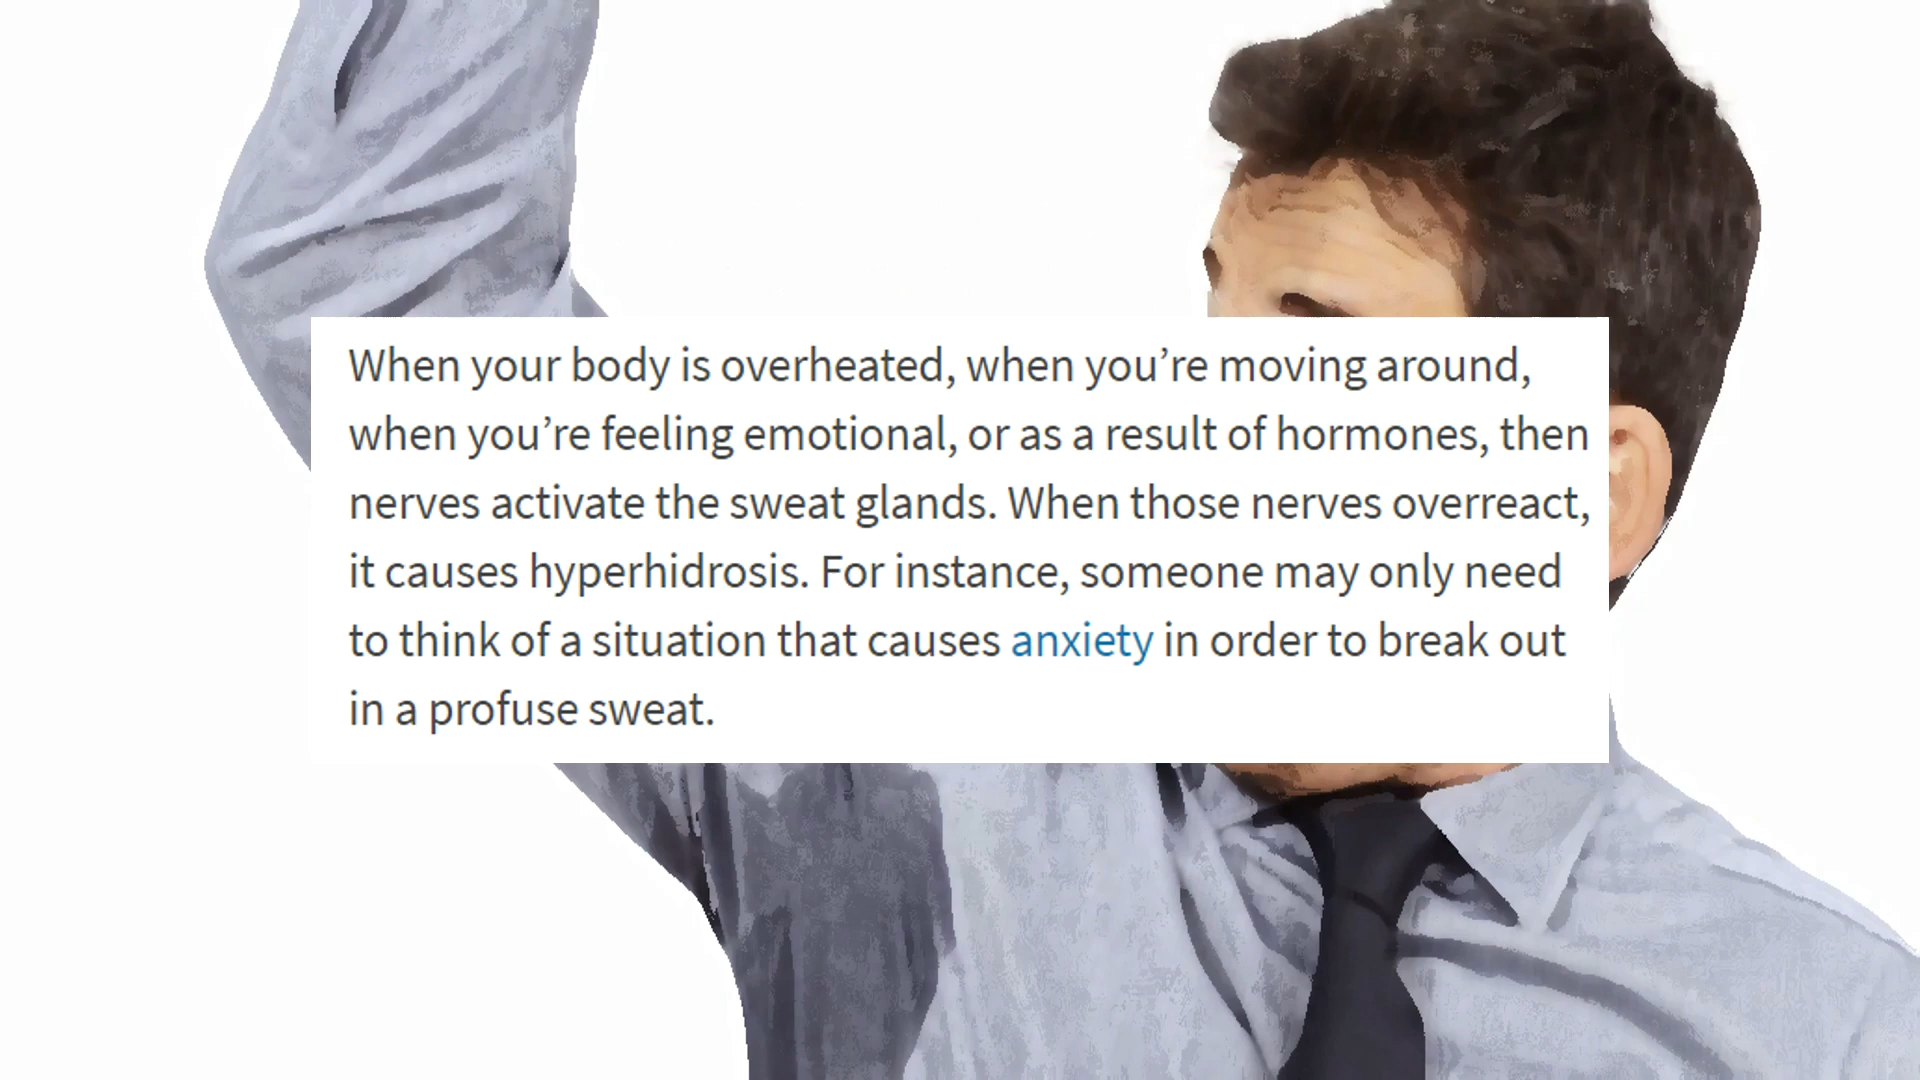 When your body is overheated, when you’re moving around,
when you’re feeling emotional, or as a result of hormones, then
nerves activate the sweat glands. When those nerves overreact,
it causes hyperhidrosis. For instance, someone may only need
to think of a situation that causes anxiety in order to break out
in a profuse sweat.